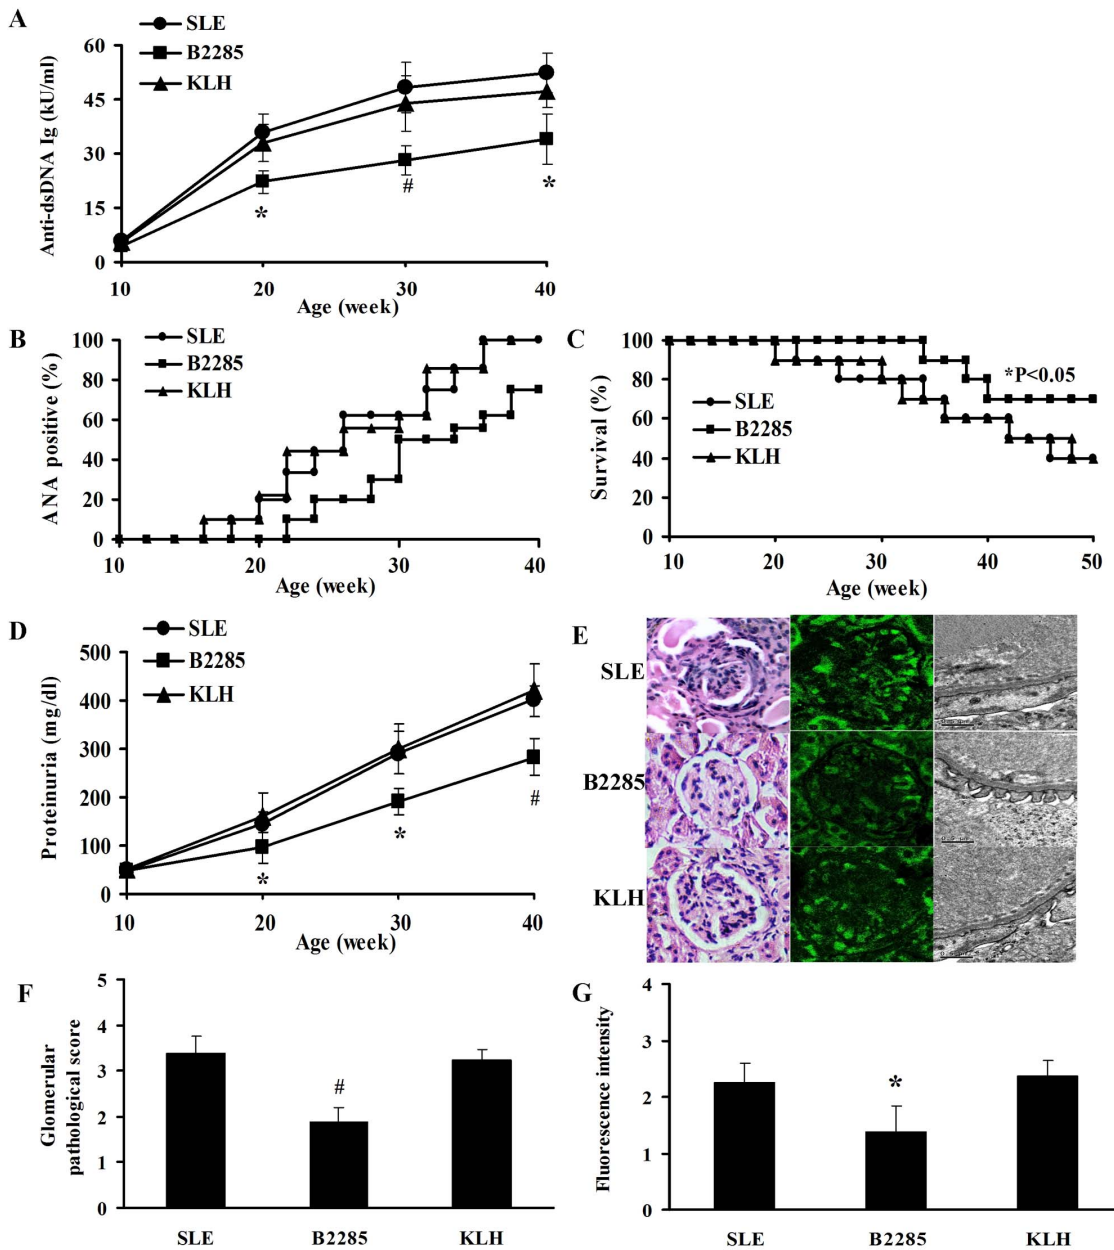 A
SLE
B2285
KLH
Anti-dsDNA Ig (kU/ml)
60
45
30
15
0
*
#
*
10
20
30
40
Age (week)
B
SLE
B2285
KLH
ANA positive (%)
100
80
60
40
20
0
10
20
30
40
Age (week)
C
*P<0.05
SLE
B2285
KLH
Survival (%)
100
80
60
40
20
0
10
20
30
40
50
Age (week)
D
SLE
B2285
KLH
Proteinuria (mg/dl)
500
400
300
200
100
0
*
*
#
10
20
30
40
Age (week)
E
SLE
B2285
KLH
F
Glomerular
pathological score
5
4
3
2
1
0
#
SLE
B2285
KLH
G
Fluorescence intensity
4
3
2
1
0
*
SLE
B2285
KLH